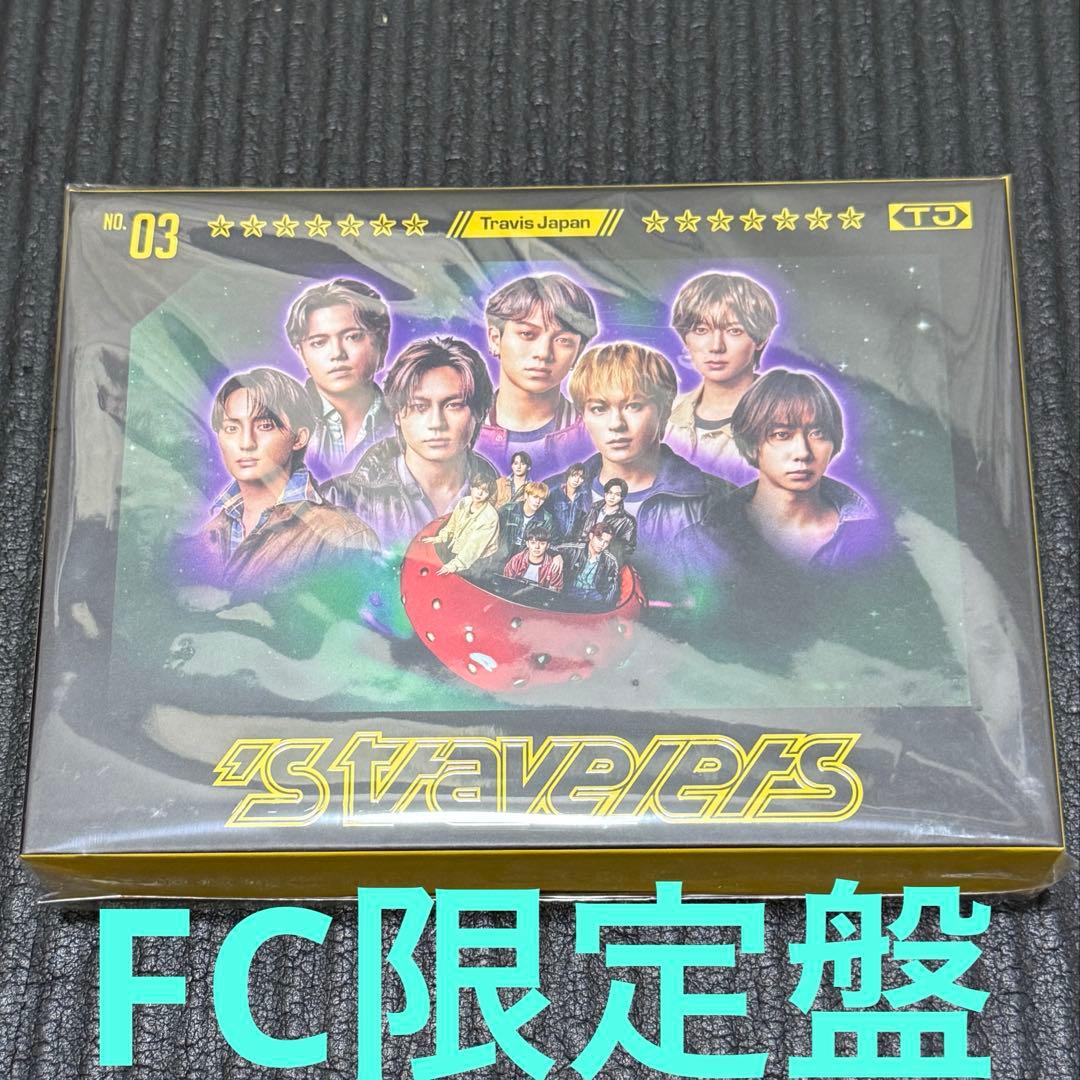 NO. 03 Travis Japan TJ
'S travelers
FC限定盤